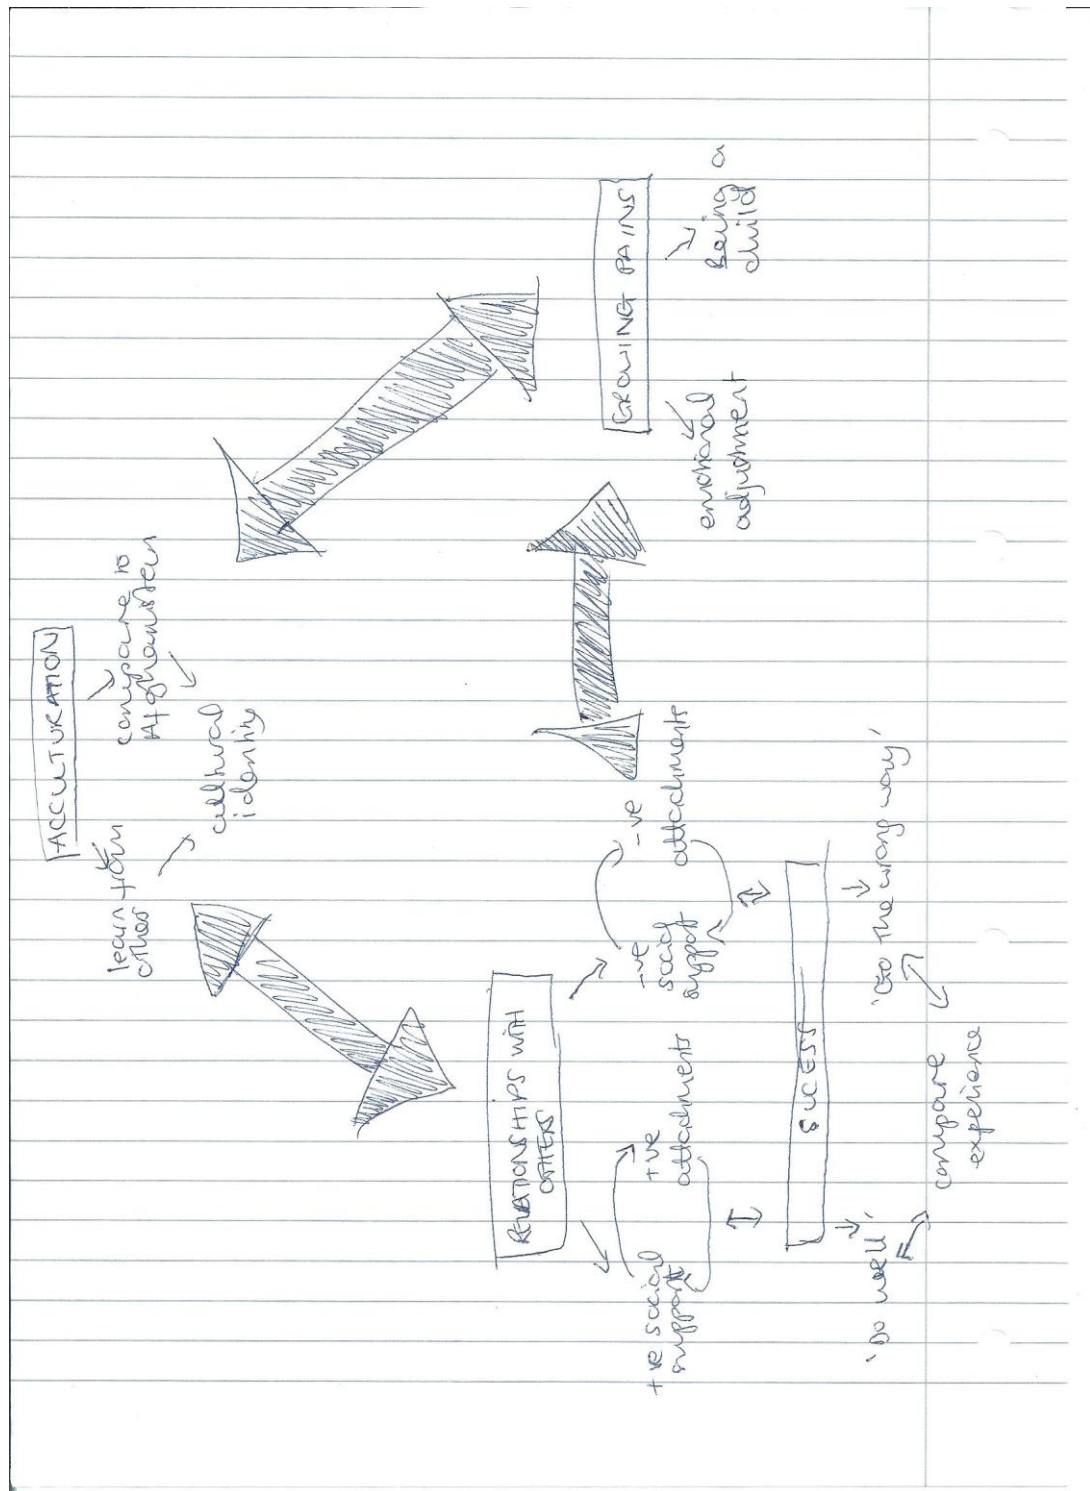 ACCULTURATION
learn from
other
compare to
Afghanistan
cultural
identity
RELATIONSHIPS WITH
OTHERS
+ve social
support
+ve
attachments
-ve
social
support
-ve
attachments
SUCESS
'Do well'
'Go the wrong way'
compare
experience
GROWING PAINS
emotional
adjustment
Being a
child